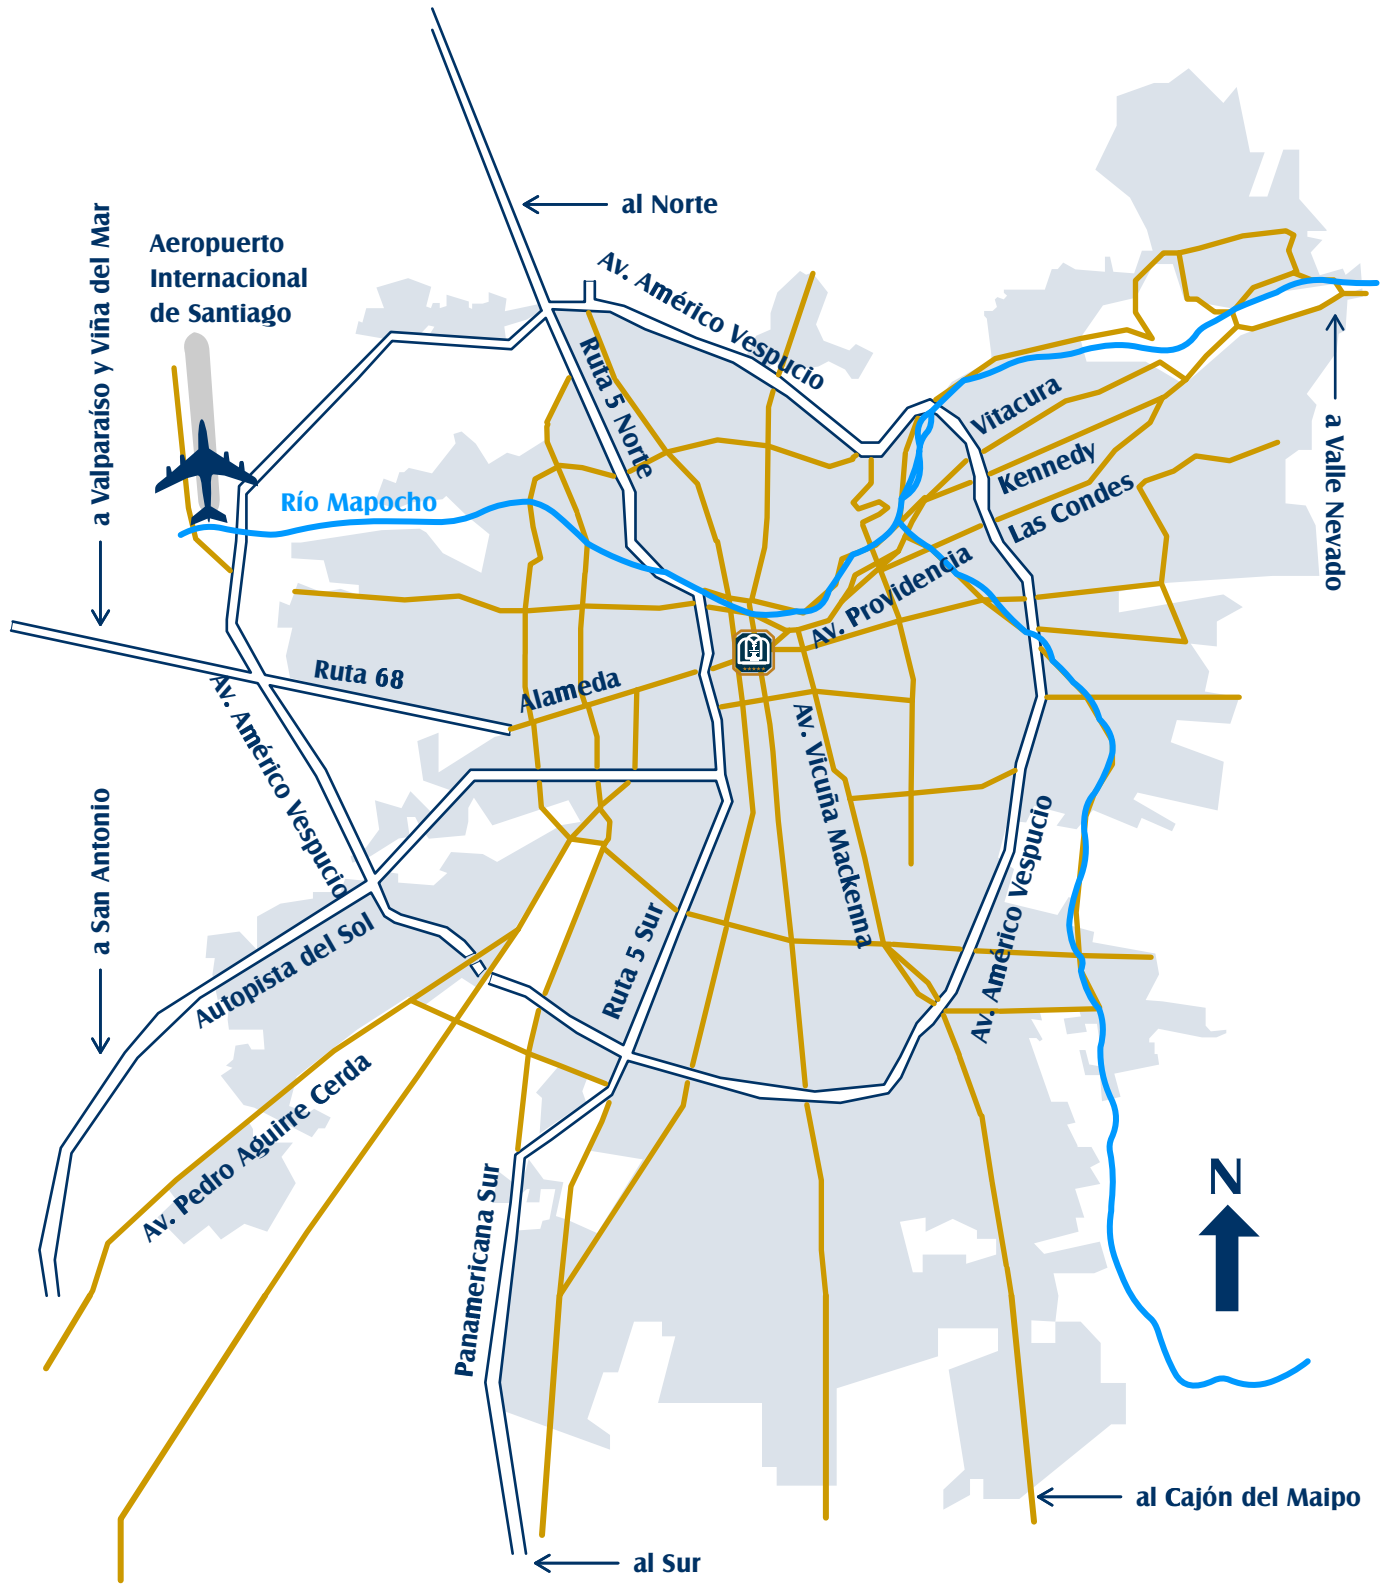 al Norte
a Valparaíso y Viña del Mar
Aeropuerto
Internacional
de Santiago
Av. Américo Vespucio
Ruta 5 Norte
Vitacura
Kennedy
Las Condes
a Valle Nevado
Río Mapocho
Av. Providencia
Ruta 68
Alameda
Av. Américo Vespucio
Av. Vicuña Mackenna
a San Antonio
Av. Américo Vespucio
Autopista del Sol
Ruta 5 Sur
Av. Pedro Aguirre Cerda
Panamericana Sur
N
al Cajón del Maipo
al Sur